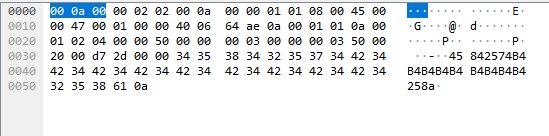 0000 00 0a 00 00 02 02 00 0a 00 00 01 01 08 00 45 00 ··············E·
0010 00 47 00 01 00 00 40 06 64 ae 0a 00 01 01 0a 00 ·G····@·d·······
0020 01 02 04 00 00 50 00 00 00 00 03 00 00 00 03 50 00 ·····P·········P·
0030 20 00 d7 2d 00 00 34 35 38 34 32 35 37 34 42 34 ··-··45842574B4
0040 42 34 42 34 42 34 42 34 42 34 42 34 42 34 42 34 B4B4B4B4B4B4B4B4
0050 32 35 38 61 0a 258a·